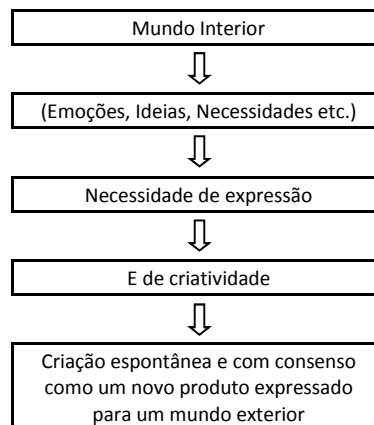 Mundo Interior
(Emoções, Ideias, Necessidades etc.)
Necessidade de expressão
E de criatividade
Criação espontânea e com consenso
como um novo produto expressado
para um mundo exterior